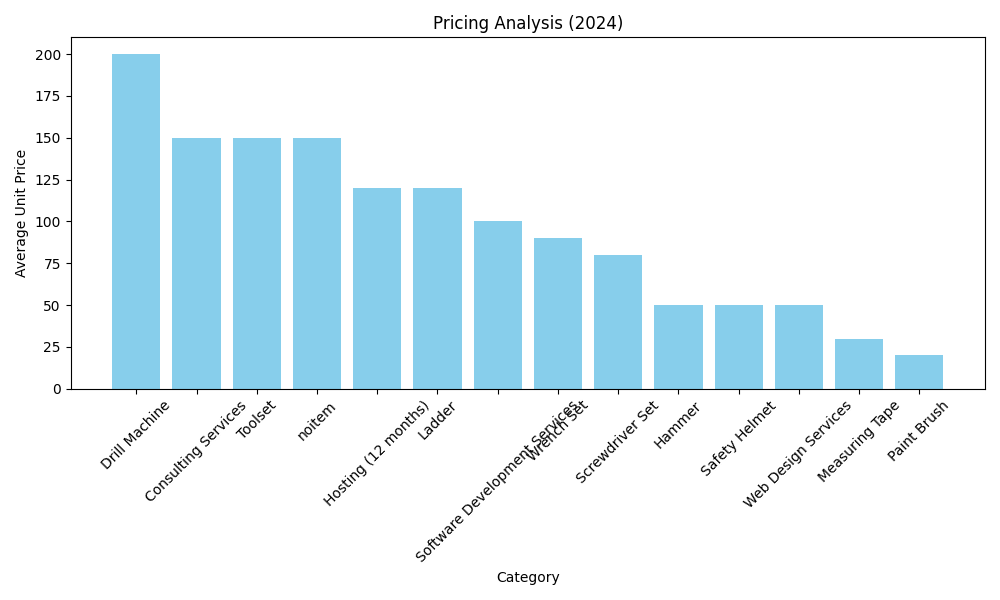 Pricing Analysis (2024)
Average Unit Price
200
175
150
125
100
75
50
25
0
Drill Machine
Consulting Services
Toolset
noitem
Hosting (12 months)
Ladder
Software Development Services
Wrench Set
Screwdriver Set
Hammer
Safety Helmet
Web Design Services
Measuring Tape
Paint Brush
Category